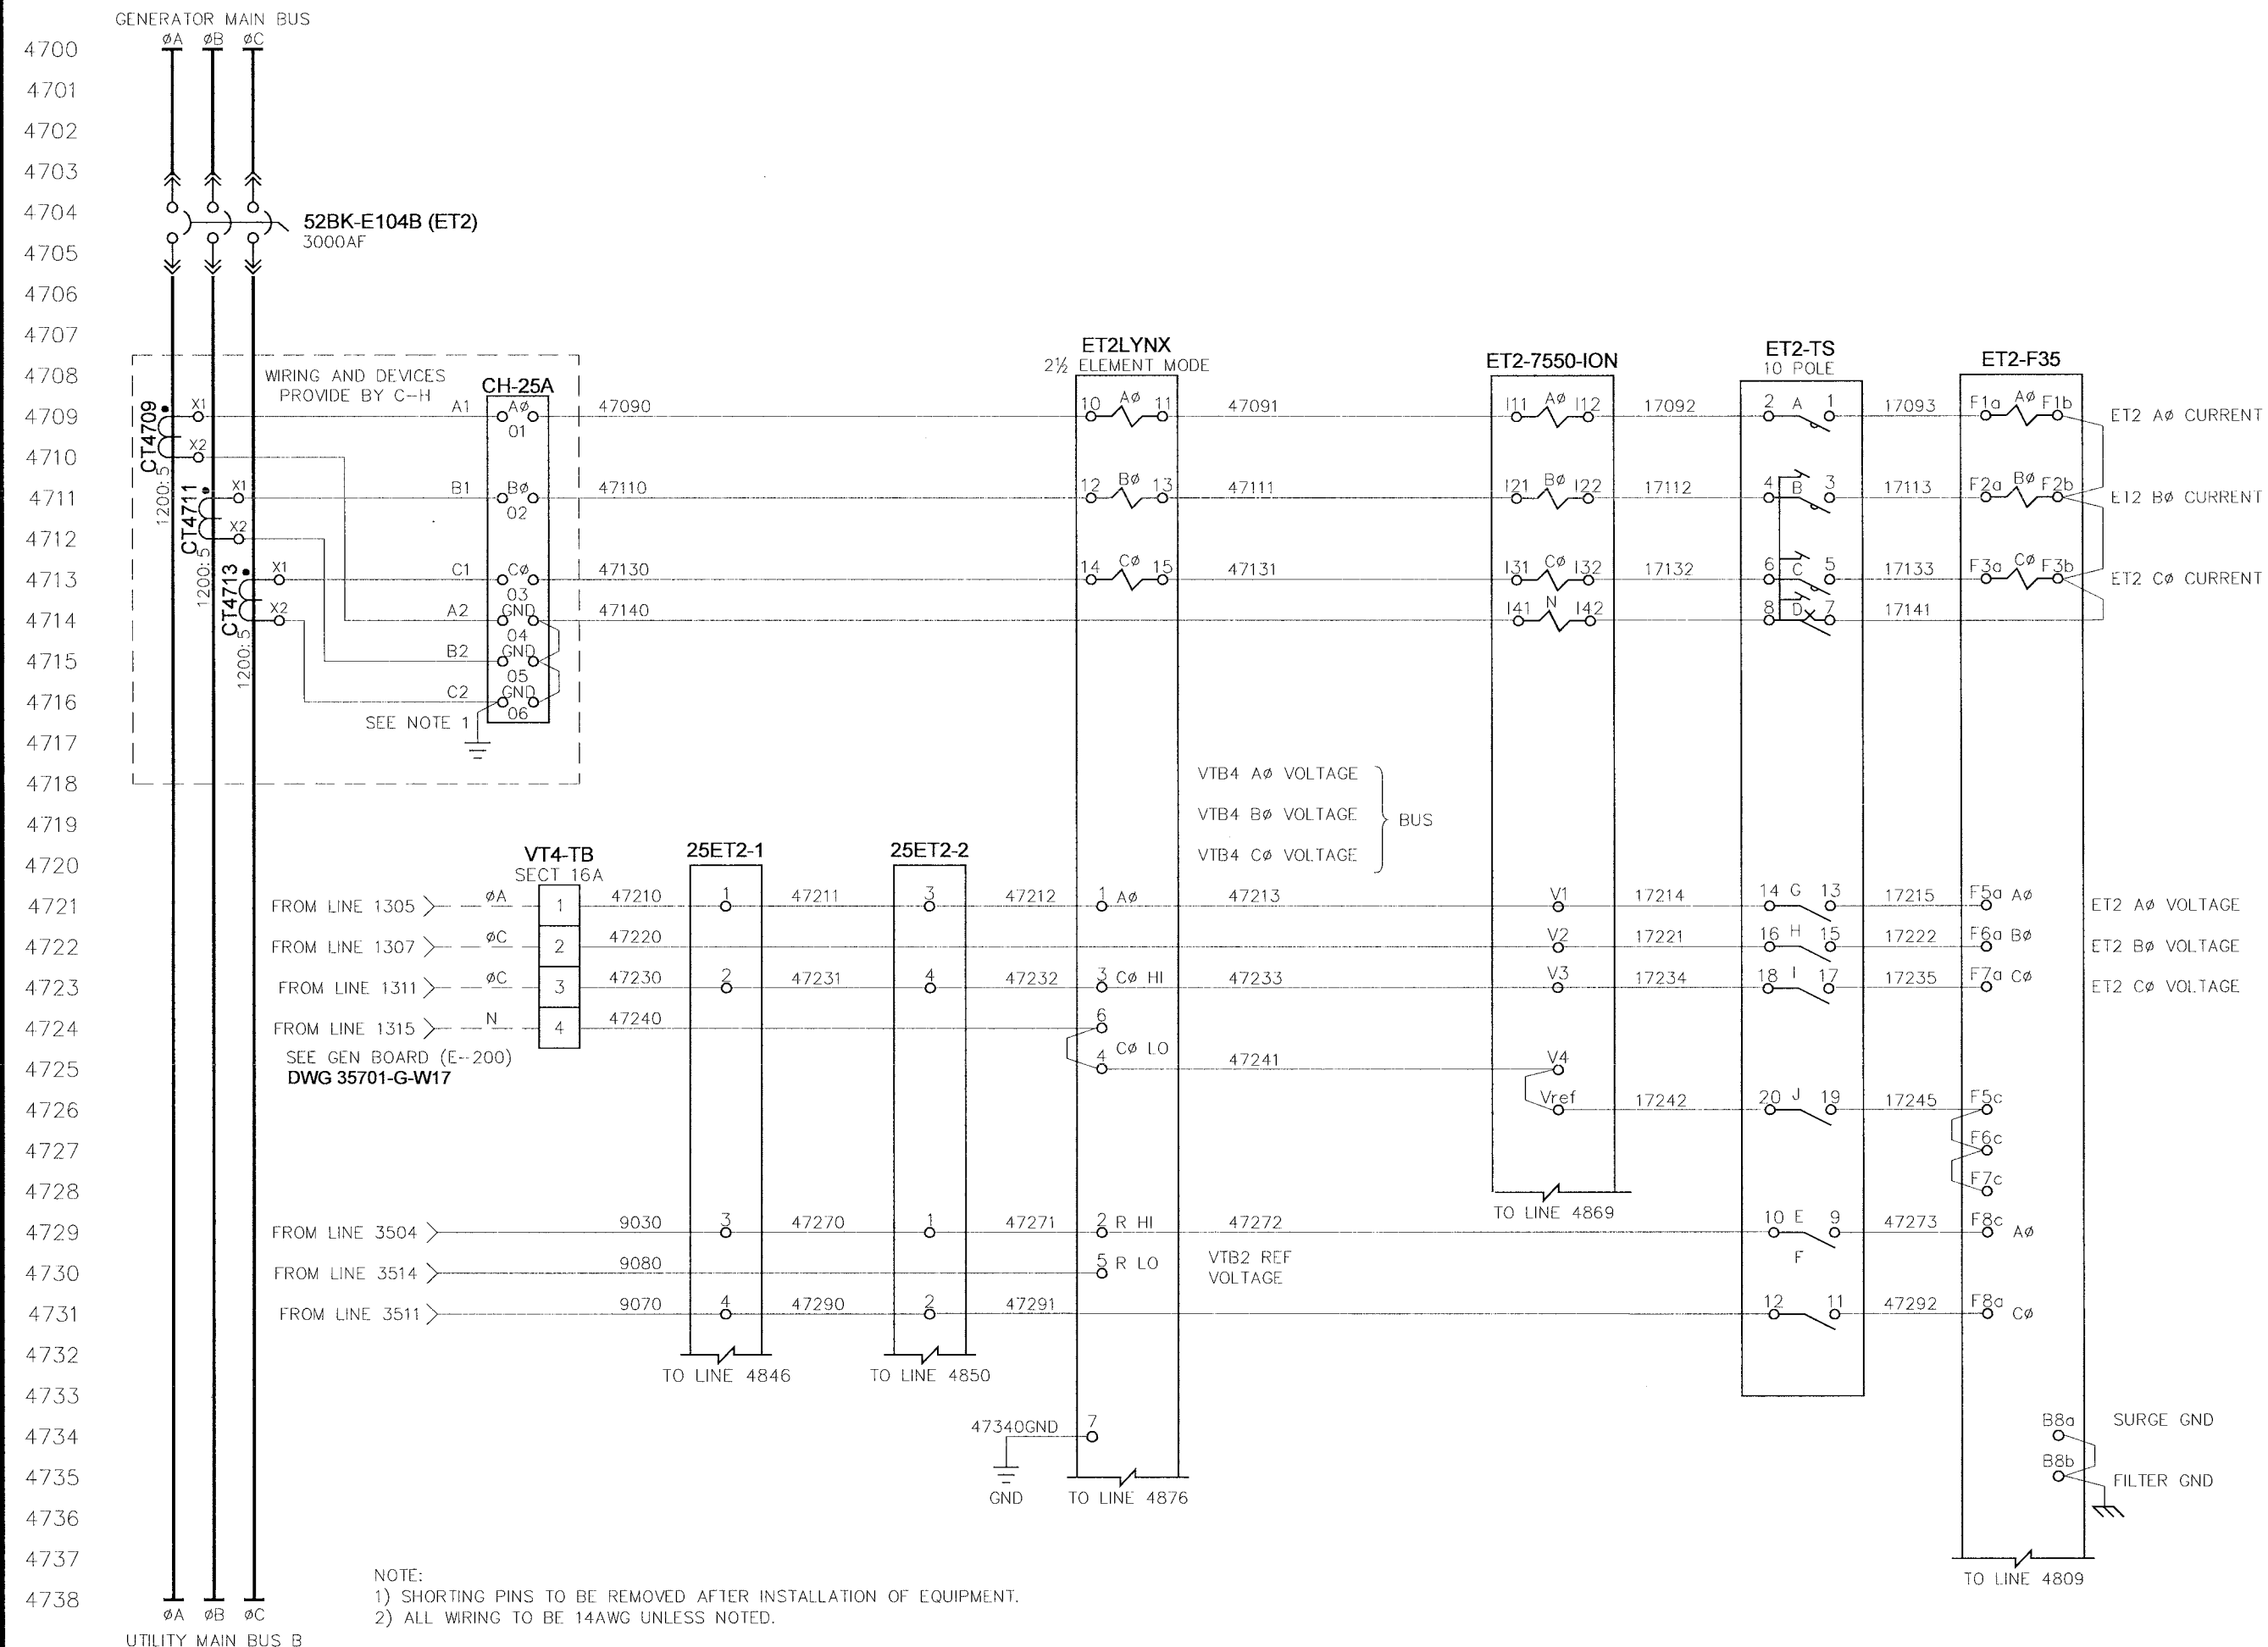 GENERATOR MAIN BUS
øA øB øC
4700
4701
4702
4703
4704
52BK-E104B (ET2)
3000AF
4705
4706
4707
4708
WIRING AND DEVICES
PROVIDE BY C-H
CH-25A
ET2LYNX
2½ ELEMENT MODE
ET2-7550-ION
ET2-TS
10 POLE
ET2-F35
4709 CT4709 1200:5 X1 A1 Aø 01 47090 10 Aø 11 47091 I11 Aø I12 17092 2 A 1 17093 F1a Aø F1b ET2 Aø CURRENT
4710 X2
4711 CT4711 1200:5 X1 B1 Bø 02 47110 12 Bø 13 47111 I21 Bø I22 17112 4 B 3 17113 F2a Bø F2b E12 Bø CURRENT
4712 X2
4713 CT4713 1200:5 X1 C1 Cø 03 47130 14 Cø 15 47131 I31 Cø I32 17132 6 C 5 17133 F3a Cø F3b ET2 Cø CURRENT
4714 X2 A2 GND 04 47140 I41 N I42 8 D 7 17141
4715 B2 GND 05
4716 C2 GND 06
SEE NOTE 1
4717
4718
VTB4 Aø VOLTAGE
VTB4 Bø VOLTAGE
VTB4 Cø VOLTAGE
BUS
4719
4720
VT4-TB
SECT 16A
25ET2-1
25ET2-2
4721 FROM LINE 1305 øA 1 47210 1 47211 3 47212 1 Aø 47213 V1 17214 14 G 13 17215 F5a Aø ET2 Aø VOLTAGE
4722 FROM LINE 1307 øC 2 47220 V2 17221 16 H 15 17222 F6a Bø ET2 Bø VOLTAGE
4723 FROM LINE 1311 øC 3 47230 2 47231 4 47232 3 Cø HI 47233 V3 17234 18 I 17 17235 F7a Cø ET2 Cø VOLTAGE
4724 FROM LINE 1315 N 4 47240 6
SEE GEN BOARD (E-200)
DWG 35701-G-W17
4725 4 Cø LO 47241 V4
4726 Vref 17242 20 J 19 17245 F5c
4727 F6c
4728 F7c
TO LINE 4869
4729 FROM LINE 3504 9030 3 47270 1 47271 2 R HI 47272 10 E 9 47273 F8c Aø
4730 FROM LINE 3514 9080 5 R LO VTB2 REF VOLTAGE F
4731 FROM LINE 3511 9070 4 47290 2 47291 12 11 47292 F8a Cø
4732
TO LINE 4846
TO LINE 4850
4733
4734 47340GND 7 B8a SURGE GND
4735 GND B8b FILTER GND
TO LINE 4876
4736
4737
TO LINE 4809
NOTE:
1) SHORTING PINS TO BE REMOVED AFTER INSTALLATION OF EQUIPMENT.
2) ALL WIRING TO BE 14AWG UNLESS NOTED.
4738
øA øB øC
UTILITY MAIN BUS B